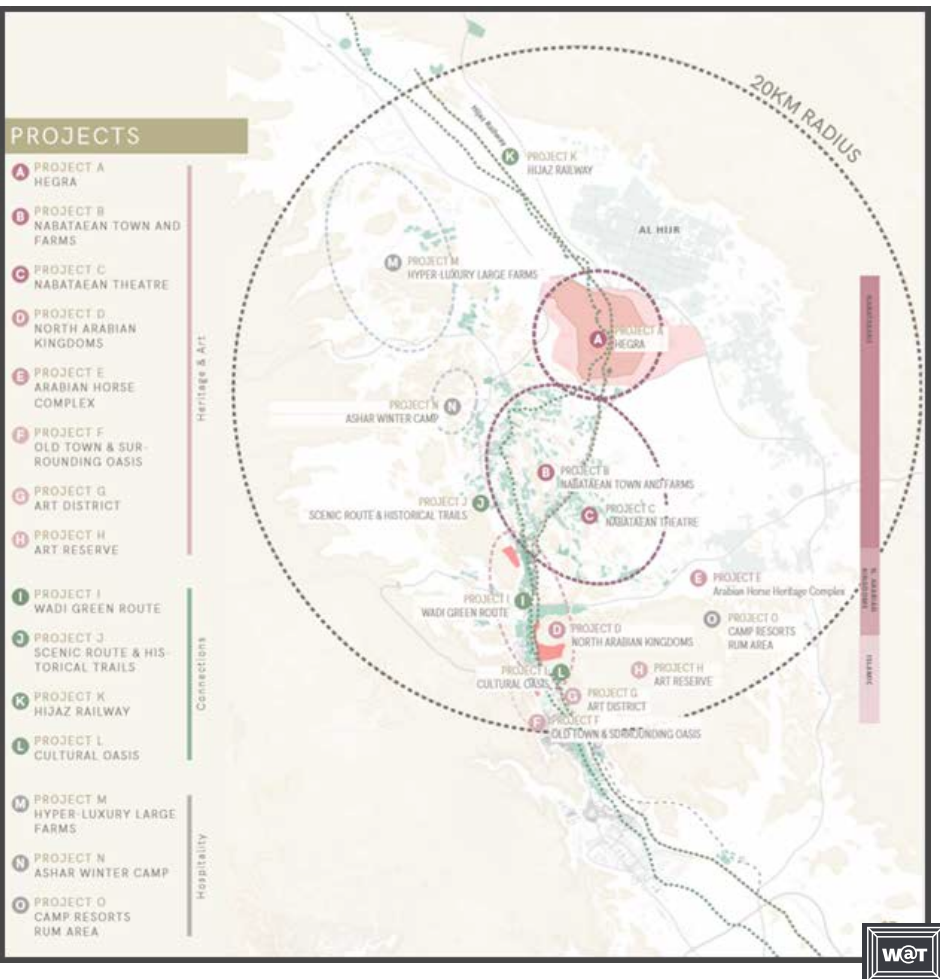 PROJECTS
PROJECT A
HEGRA
PROJECT B
NABATAEAN TOWN AND
FARMS
PROJECT C
NABATAEAN THEATRE
PROJECT D
NORTH ARABIAN
KINGDOMS
PROJECT E
ARABIAN HORSE
COMPLEX
PROJECT F
OLD TOWN & SUR-
ROUNDING OASIS
PROJECT G
ART DISTRICT
PROJECT H
ART RESERVE
Heritage & Art
PROJECT I
WADI GREEN ROUTE
PROJECT J
SCENIC ROUTE & HIS-
TORICAL TRAILS
PROJECT K
HIJAZ RAILWAY
PROJECT L
CULTURAL OASIS
Connections
PROJECT M
HYPER-LUXURY LARGE
FARMS
PROJECT N
ASHAR WINTER CAMP
PROJECT O
CAMP RESORTS
RUM AREA
Hospitality
20KM RADIUS
Hijaz Railway
K PROJECT K
HIJAZ RAILWAY
AL HIJR
M PROJECT M
HYPER-LUXURY LARGE FARMS
A PROJECT A
HEGRA
PROJECT N N
ASHAR WINTER CAMP
B PROJECT B
NABATAEAN TOWN AND FARMS
PROJECT J J
SCENIC ROUTE & HISTORICAL TRAILS
C PROJECT C
NABATAEAN THEATRE
E PROJECT E
Arabian Horse Heritage Complex
PROJECT I I
WADI GREEN ROUTE
O PROJECT O
CAMP RESORTS
RUM AREA
D PROJECT D
NORTH ARABIAN KINGDOMS
PROJECT L L
CULTURAL OASIS
H PROJECT H
ART RESERVE
G PROJECT G
ART DISTRICT
F PROJECT F
OLD TOWN & SURROUNDING OASIS
N. ARABIAN
KINGDOMS
ISLAMIC
W@T